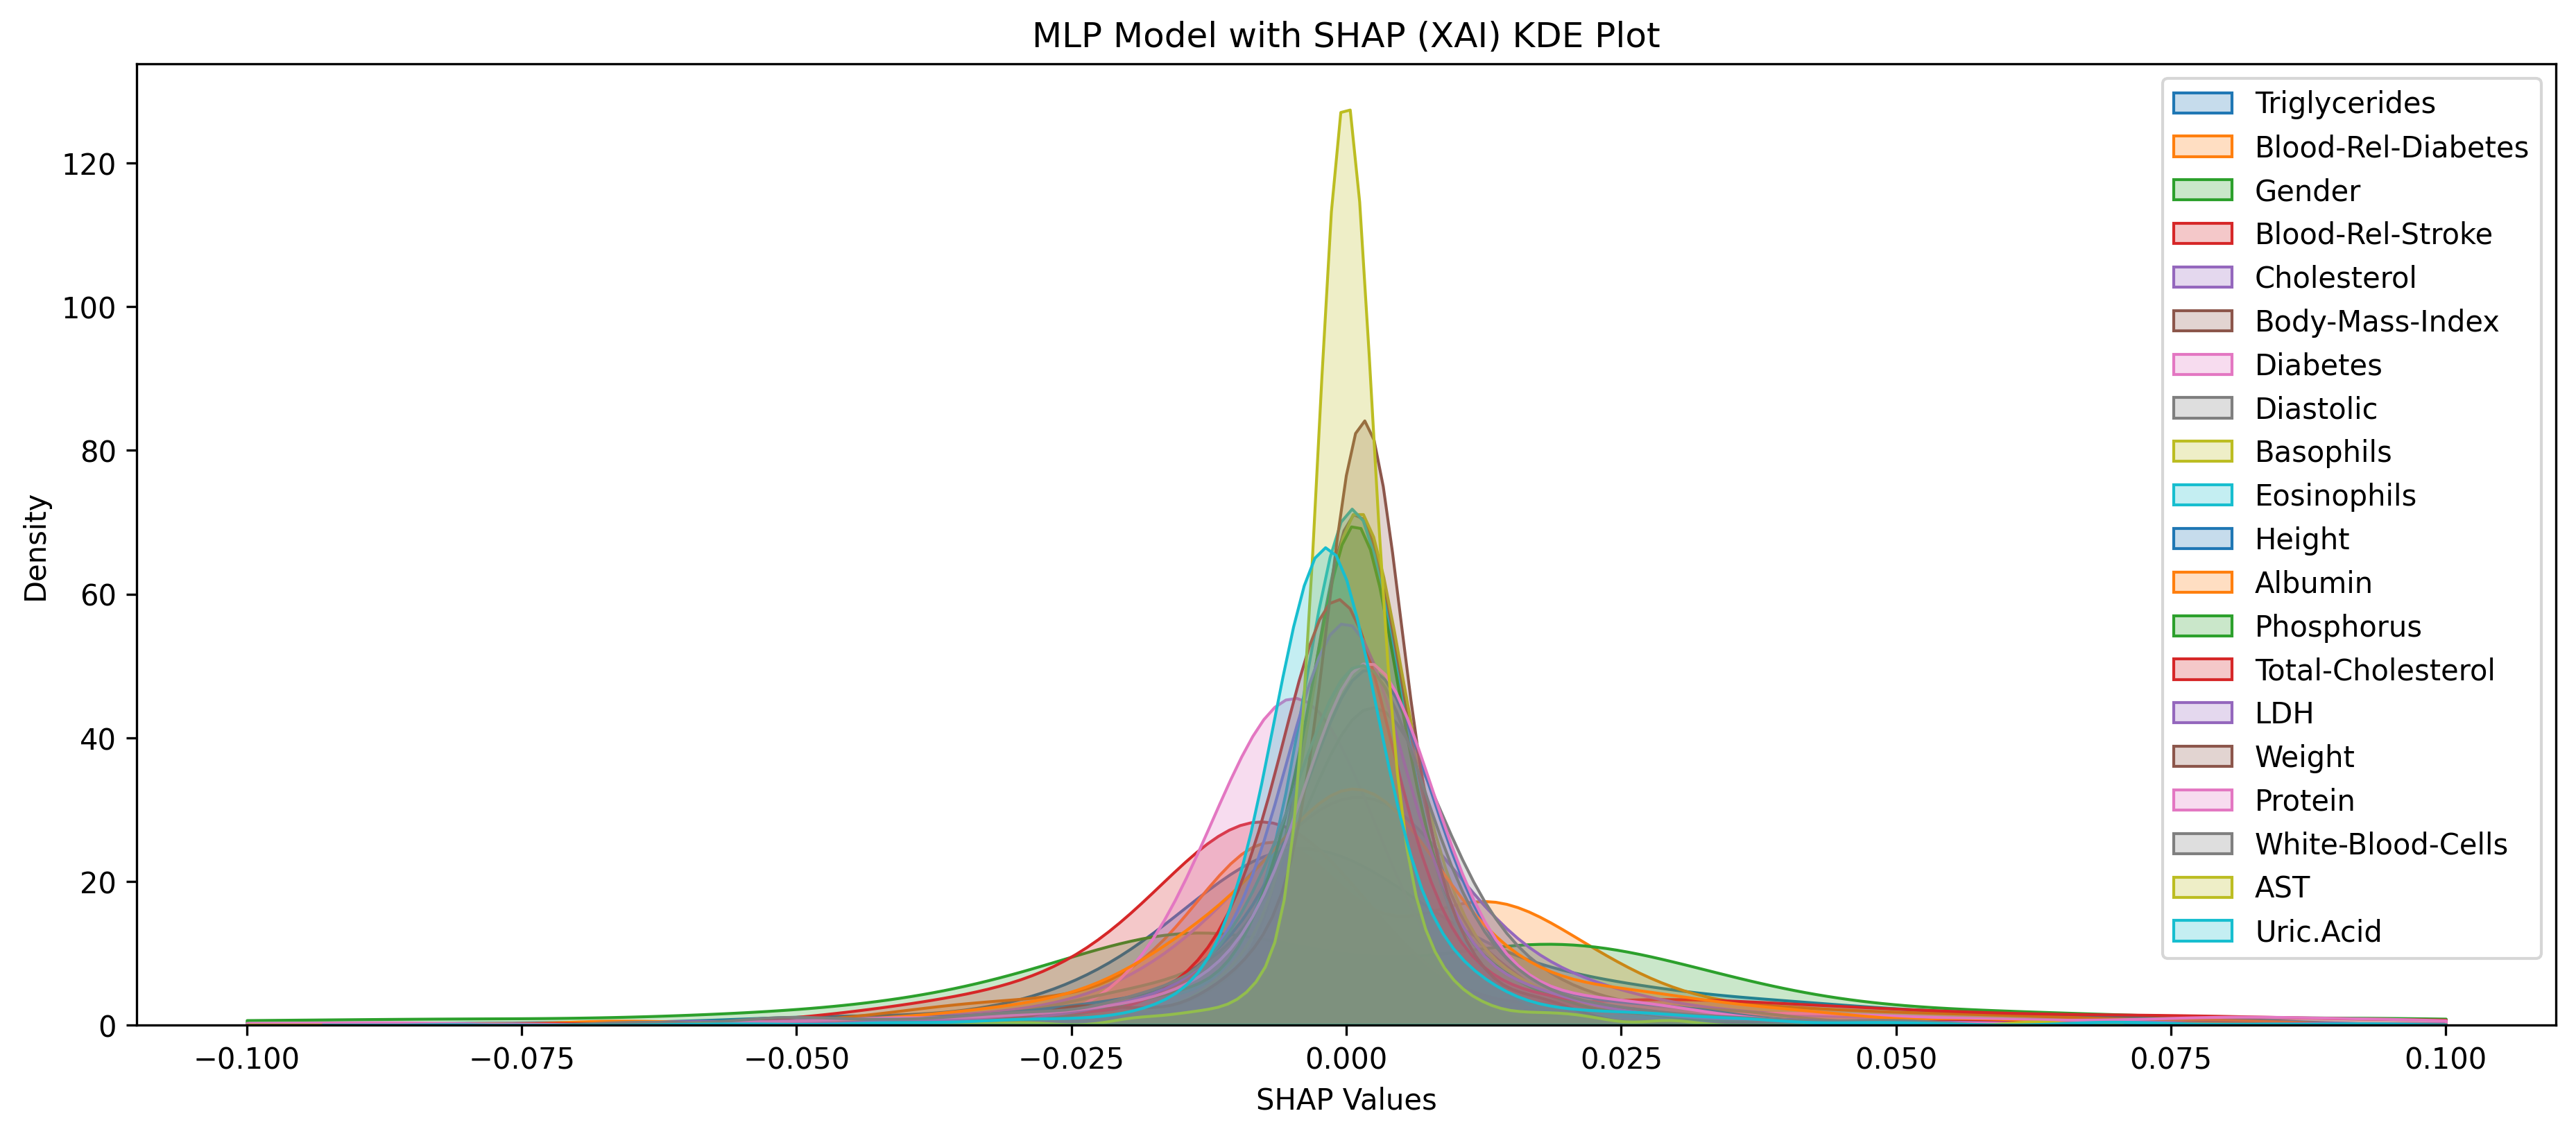 MLP Model with SHAP (XAI) KDE Plot
Triglycerides
Blood-Rel-Diabetes
Gender
Blood-Rel-Stroke
Cholesterol
Body-Mass-Index
Diabetes
Diastolic
Basophils
Eosinophils
Height
Albumin
Phosphorus
Total-Cholesterol
LDH
Weight
Protein
White-Blood-Cells
AST
Uric.Acid
Density
120
100
80
60
40
20
0
−0.100 −0.075 −0.050 −0.025 0.000 0.025 0.050 0.075 0.100
SHAP Values